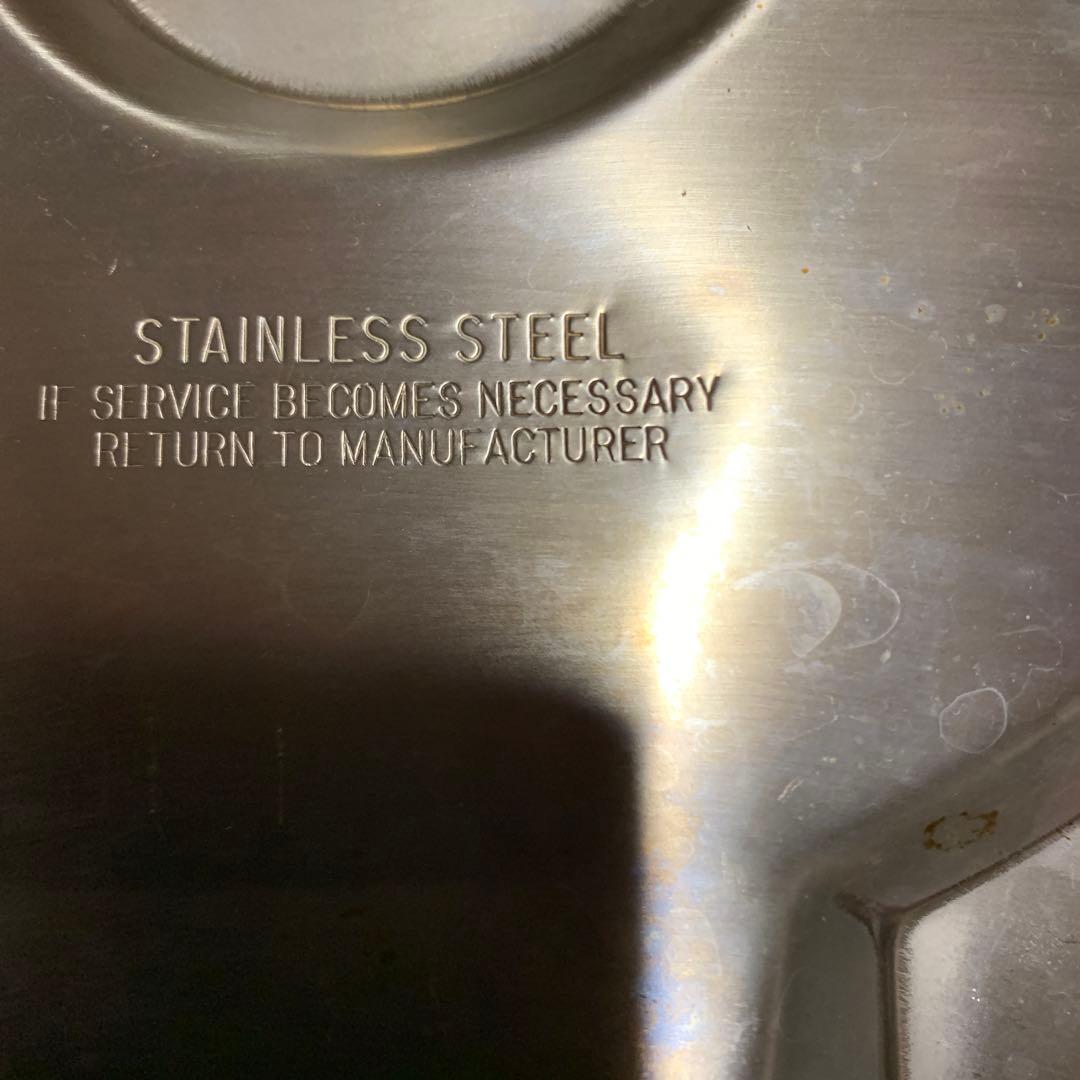 STAINLESS STEEL
IF SERVICE BECOMES NECESSARY
RETURN TO MANUFACTURER